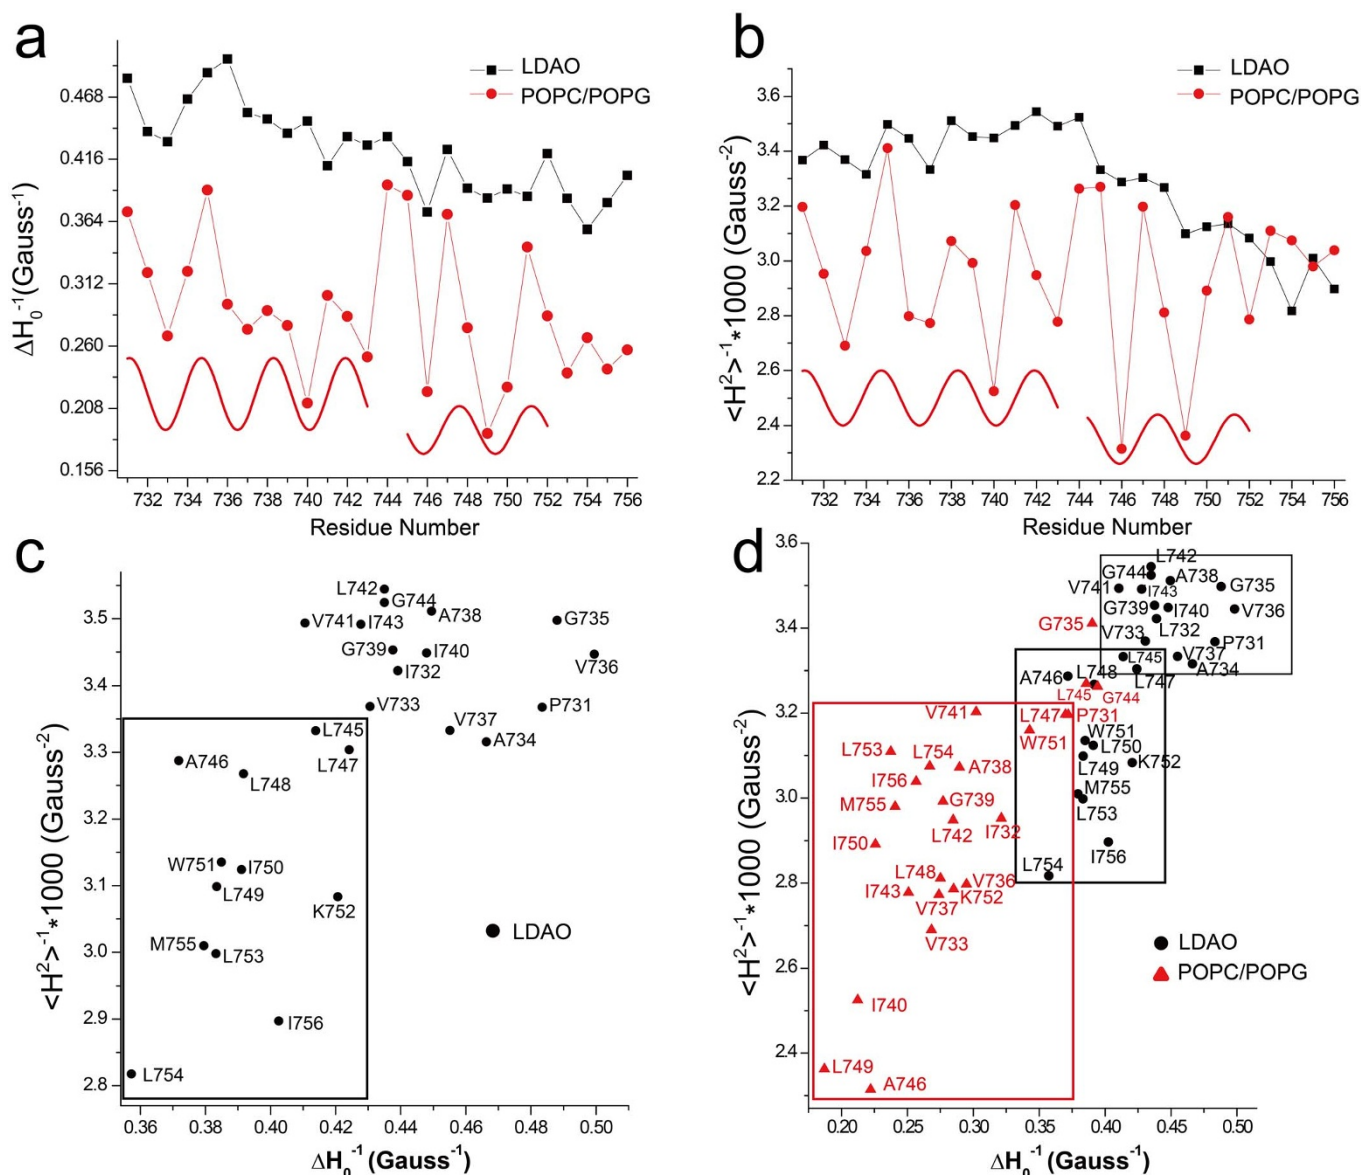 a
LDAO
POPC/POPG
ΔH₀⁻¹(Gauss⁻¹)
0.468
0.416
0.364
0.312
0.260
0.208
0.156
732 734 736 738 740 742 744 746 748 750 752 754 756
Residue Number
b
LDAO
POPC/POPG
<H²>⁻¹*1000 (Gauss⁻²)
3.6
3.4
3.2
3.0
2.8
2.6
2.4
2.2
732 734 736 738 740 742 744 746 748 750 752 754 756
Residue Number
c
<H²>⁻¹*1000 (Gauss⁻²)
3.5
3.4
3.3
3.2
3.1
3.0
2.9
2.8
L742
G744
A738
V741
I743
G735
G739
I740
I732
V736
V733
P731
V737
A734
L745
L747
A746
L748
W751
I750
L749
K752
M755
L753
I756
L754
LDAO
0.36 0.38 0.40 0.42 0.44 0.46 0.48 0.50
ΔH₀⁻¹ (Gauss⁻¹)
d
<H²>⁻¹*1000 (Gauss⁻²)
3.6
3.4
3.2
3.0
2.8
2.6
2.4
L742
G744
A738
G735
V741
I743
G739
I740
V736
L732
V733
P731
V737
A734
L745
L747
A746
L748
W751
L750
L749
K752
M755
L753
I756
L754
G735
L745
G744
V741
L747
P731
W751
L753
L754
A738
I756
M755
G739
L742
I732
I750
L748
V736
I743
K752
V737
V733
I740
L749
A746
LDAO
POPC/POPG
0.20 0.25 0.30 0.35 0.40 0.45 0.50
ΔH₀⁻¹ (Gauss⁻¹)